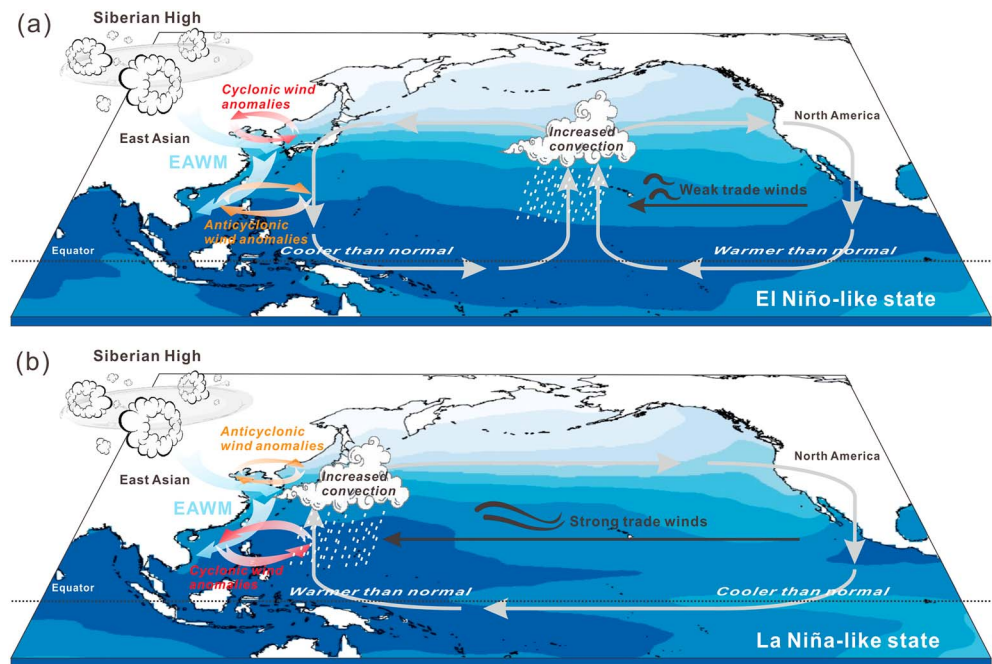 (a)
Siberian High
Cyclonic wind
anomalies
East Asian
EAWM
Anticyclonic
wind anomalies
Increased
convection
North America
Weak trade winds
Equator
Cooler than normal
Warmer than normal
El Niño-like state
(b)
Siberian High
Anticyclonic
wind anomalies
East Asian
EAWM
Increased
convection
North America
Strong trade winds
Cyclonic wind
anomalies
Equator
Warmer than normal
Cooler than normal
La Niña-like state